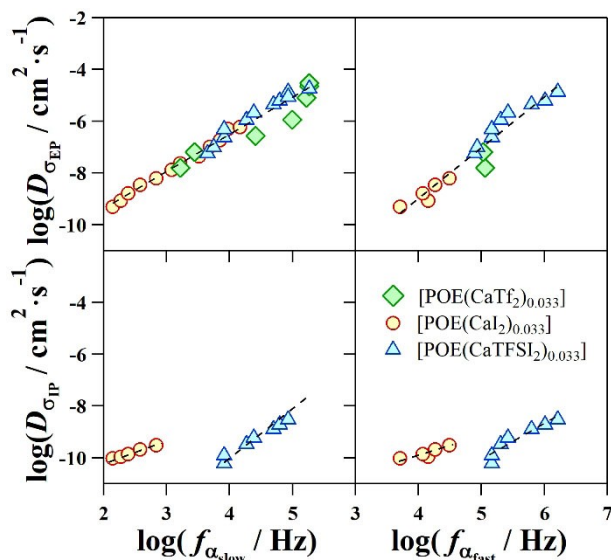 -2
-4
-6
-8
-10
log(D_σEP / cm² · s⁻¹)
-8
-10
log(D_σIP / cm² · s⁻¹)
[POE(CaTf₂)₀.₀₃₃]
[POE(CaI₂)₀.₀₃₃]
[POE(CaTFSI₂)₀.₀₃₃]
2 3 4 5 6 3 4 5 6 7
log(f_αslow / Hz) log(f_αfast / Hz)